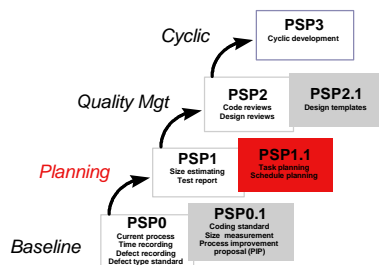 Cyclic
PSP3
Cyclic development
Quality Mgt
PSP2
Code reviews
Design reviews
PSP2.1
Design templates
Planning
PSP1
Size estimating
Test report
PSP1.1
Task planning
Schedule planning
Baseline
PSP0
Current process
Time recording
Defect recording
Defect type standard
PSP0.1
Coding standard
Size measurement
Process improvement
proposal (PIP)